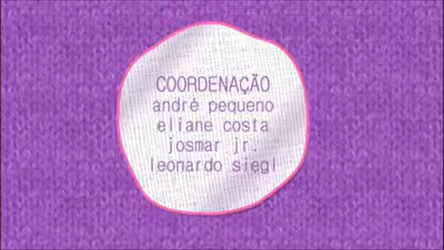 COORDENAÇÃO
andré pequeno
eliane costa
josmar jr.
leonardo siegl